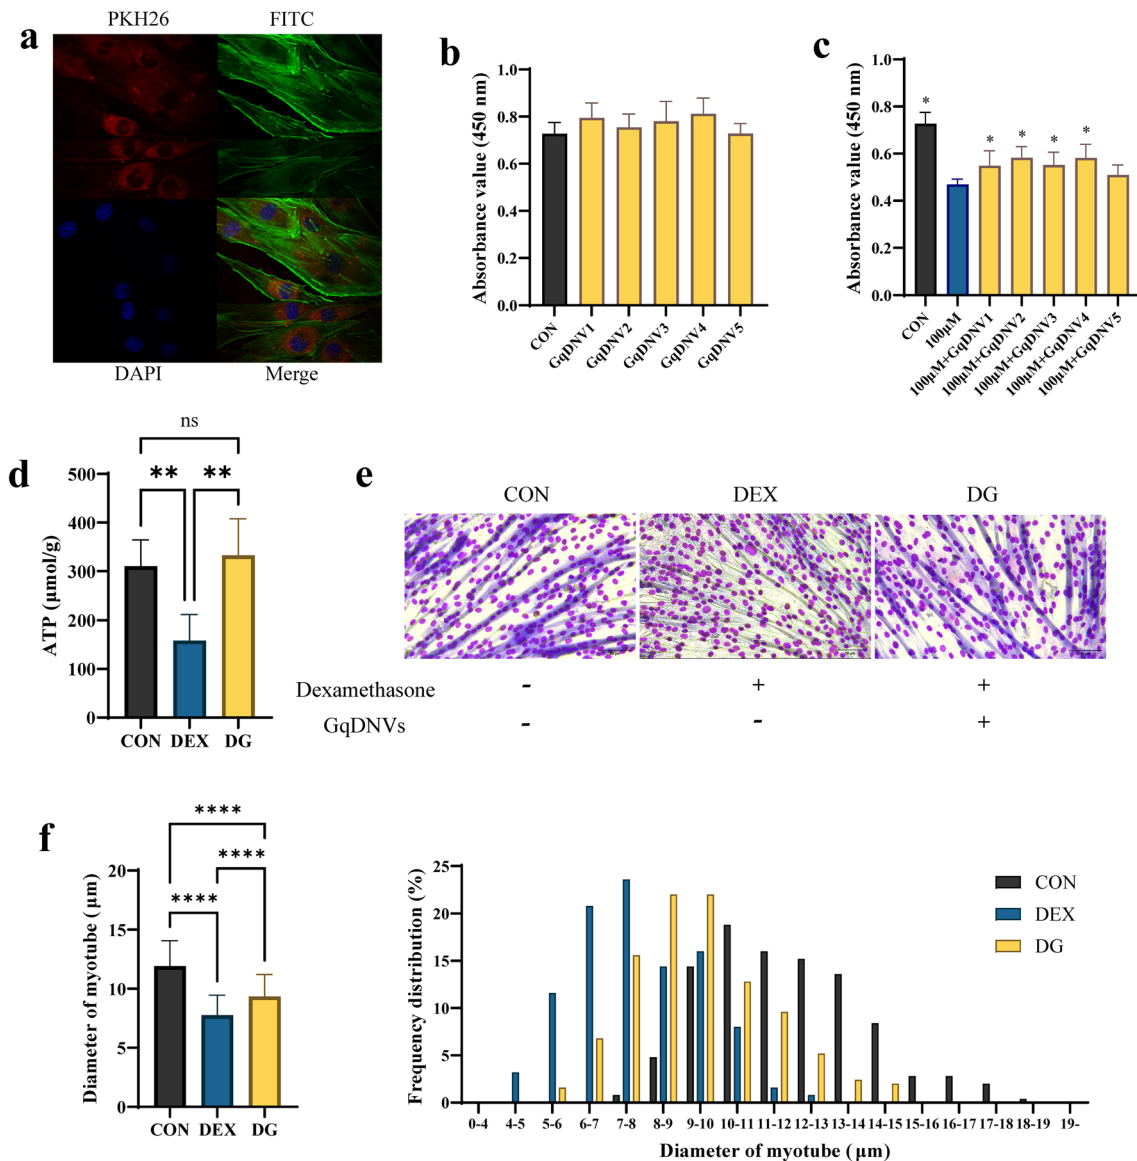 a
PKH26
FITC
DAPI
Merge
b
Absorbance value (450 nm)
1.0
0.8
0.6
0.4
0.2
0.0
CON
GqDNV1
GqDNV2
GqDNV3
GqDNV4
GqDNV5
c
Absorbance value (450 nm)
1.0
0.8
0.6
0.4
0.2
0.0
*
*
*
*
*
CON
100μM
100μM+GqDNV1
100μM+GqDNV2
100μM+GqDNV3
100μM+GqDNV4
100μM+GqDNV5
d
ns
**
**
ATP (μmol/g)
500
400
300
200
100
0
CON DEX DG
e
CON DEX DG
Dexamethasone - + +
GqDNVs - - +
f
****
****
****
Diameter of myotube (μm)
20
15
10
5
0
CON DEX DG
Frequency distribution (%)
25
20
15
10
5
0
CON
DEX
DG
0-4 4-5 5-6 6-7 7-8 8-9 9-10 10-11 11-12 12-13 13-14 14-15 15-16 16-17 17-18 18-19 19-
Diameter of myotube (μm)